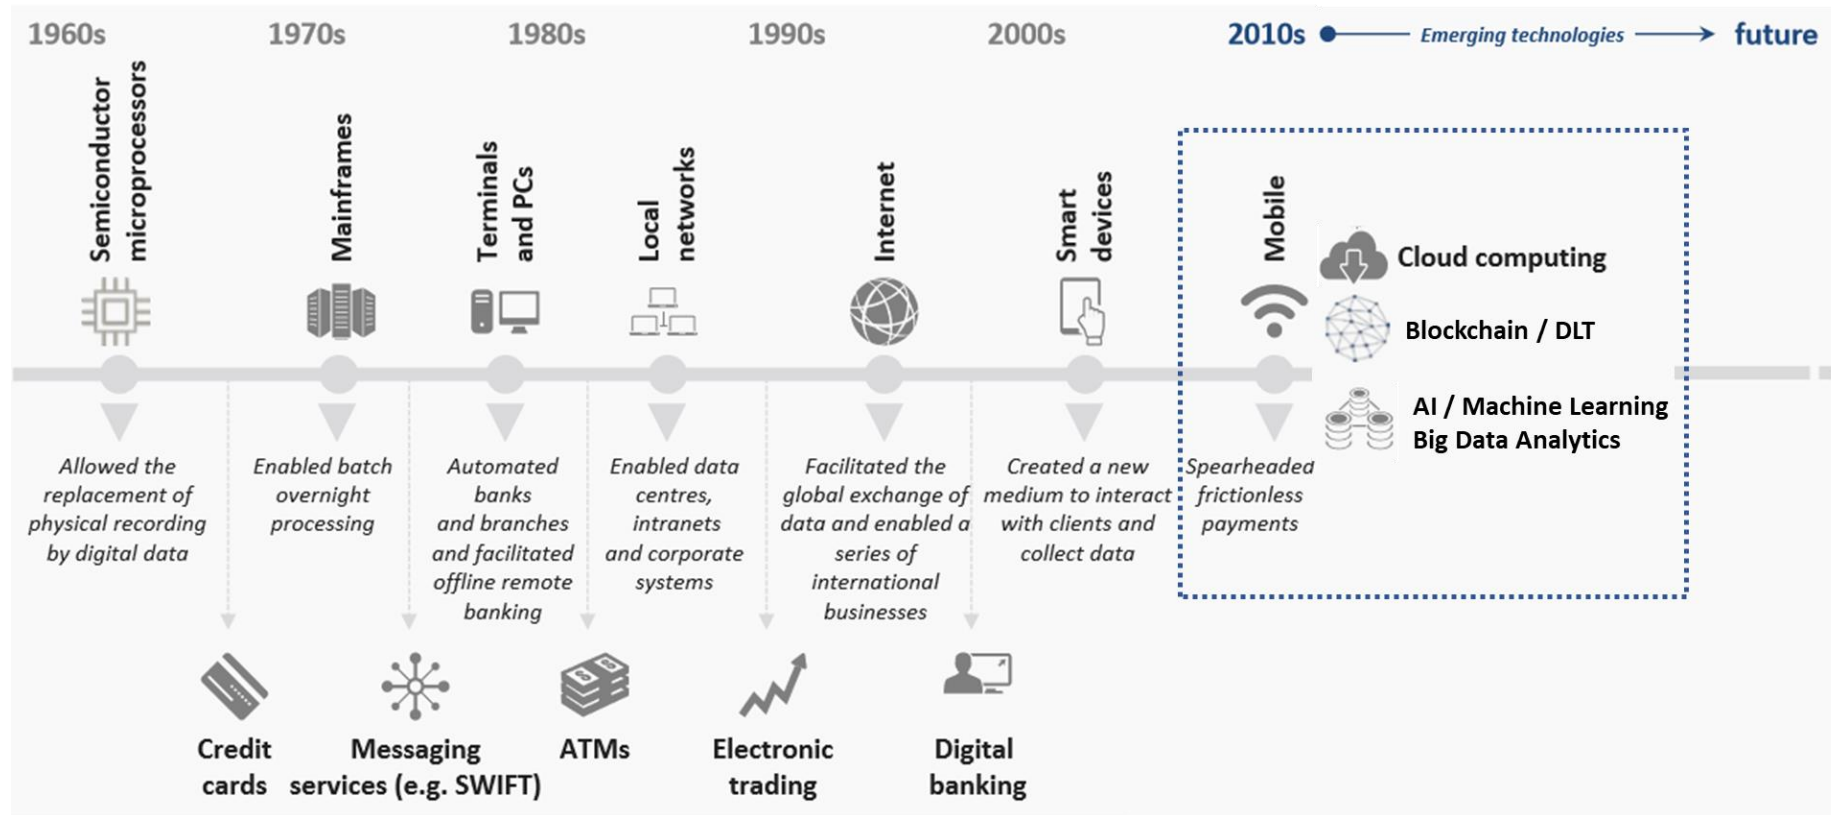 1960s
1970s
1980s
1990s
2000s
2010s
Emerging technologies
future
Semiconductor
microprocessors
Mainframes
Terminals
and PCs
Local
networks
Internet
Smart
devices
Mobile
Cloud computing
Blockchain / DLT
AI / Machine Learning
Big Data Analytics
Allowed the
replacement of
physical recording
by digital data
Enabled batch
overnight
processing
Automated
banks
and branches
and facilitated
offline remote
banking
Enabled data
centres,
intranets
and corporate
systems
Facilitated the
global exchange of
data and enabled a
series of
international
businesses
Created a new
medium to interact
with clients and
collect data
Spearheaded
frictionless
payments
Credit
cards
Messaging
services (e.g. SWIFT)
ATMs
Electronic
trading
Digital
banking